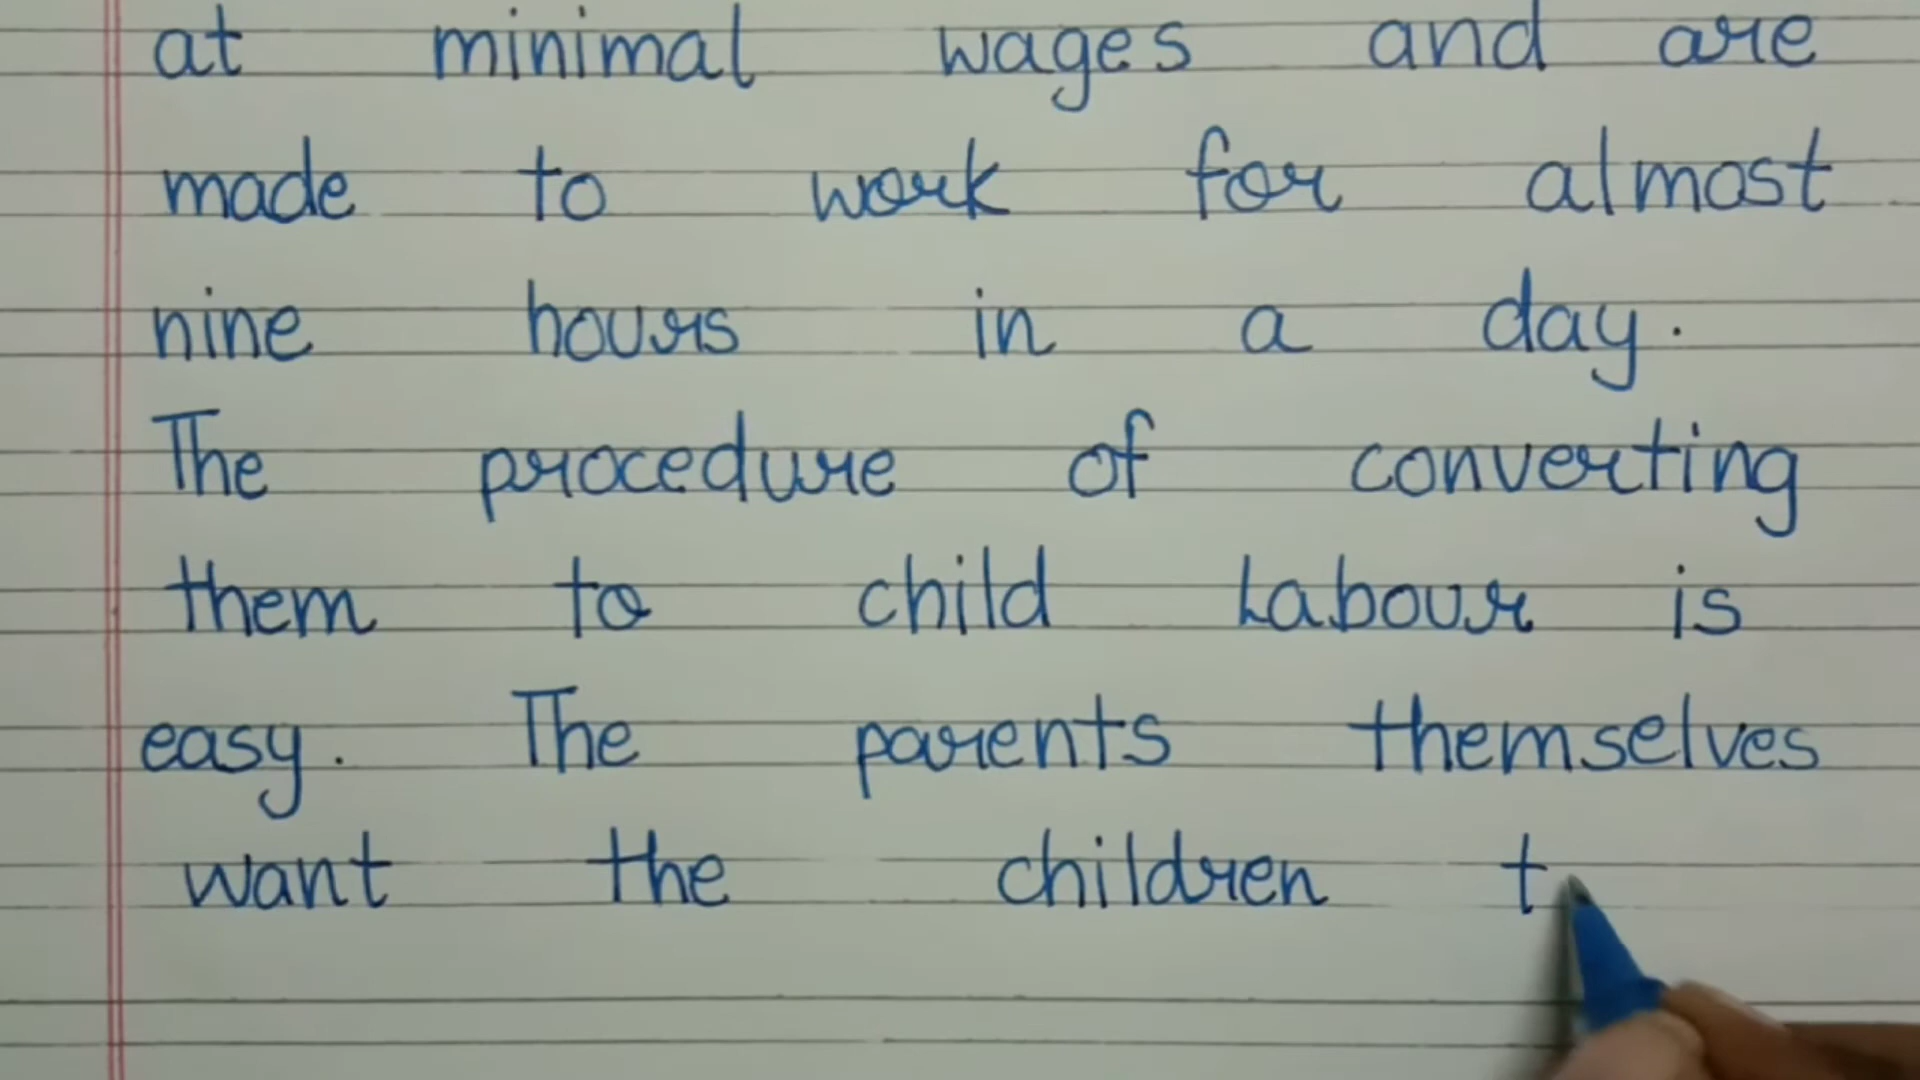 at minimal wages and are
made to work for almost
nine hours in a day.
The procedure of converting
them to child Labour is
easy. The parents themselves
want the children t